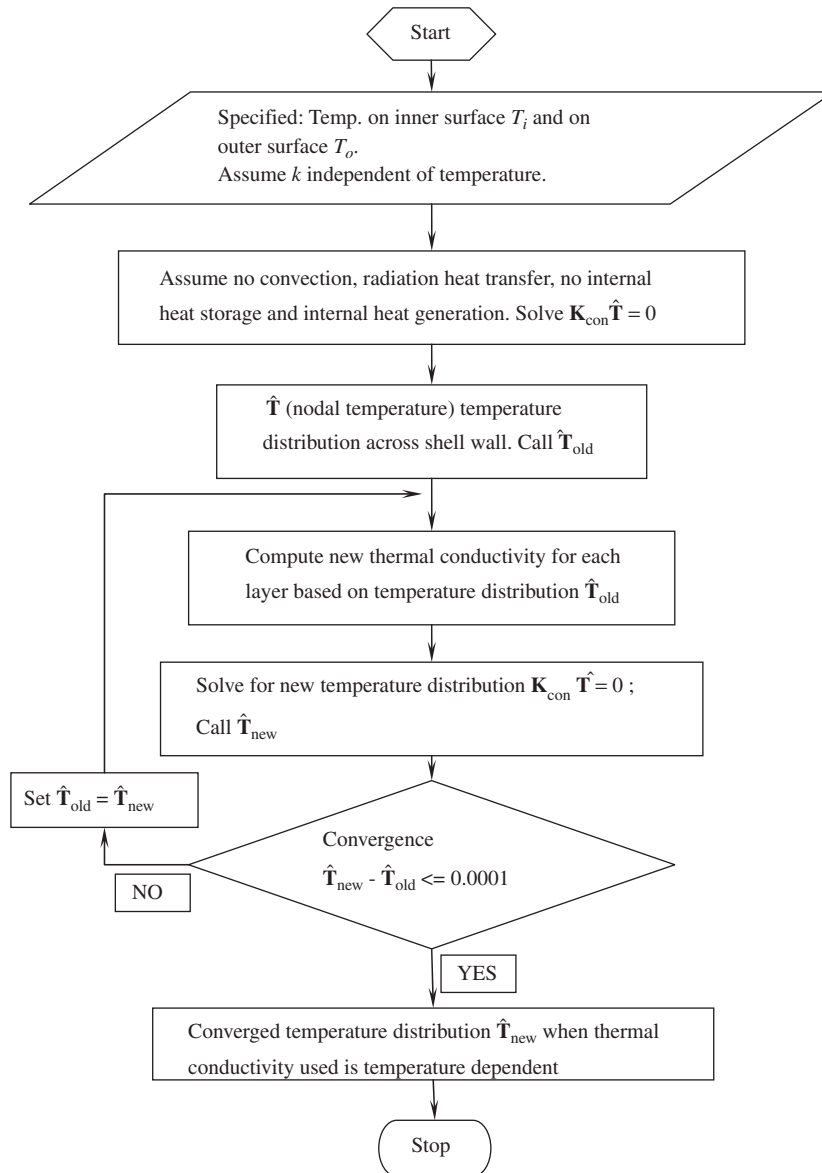 Start
Specified: Temp. on inner surface Tᵢ and on
outer surface Tₒ.
Assume k independent of temperature.
Assume no convection, radiation heat transfer, no internal
heat storage and internal heat generation. Solve K_con T̂ = 0
T̂ (nodal temperature) temperature
distribution across shell wall. Call T̂_old
Compute new thermal conductivity for each
layer based on temperature distribution T̂_old
Solve for new temperature distribution K_con T̂ = 0 ;
Call T̂_new
Set T̂_old = T̂_new
Convergence
T̂_new - T̂_old <= 0.0001
NO
YES
Converged temperature distribution T̂_new when thermal
conductivity used is temperature dependent
Stop